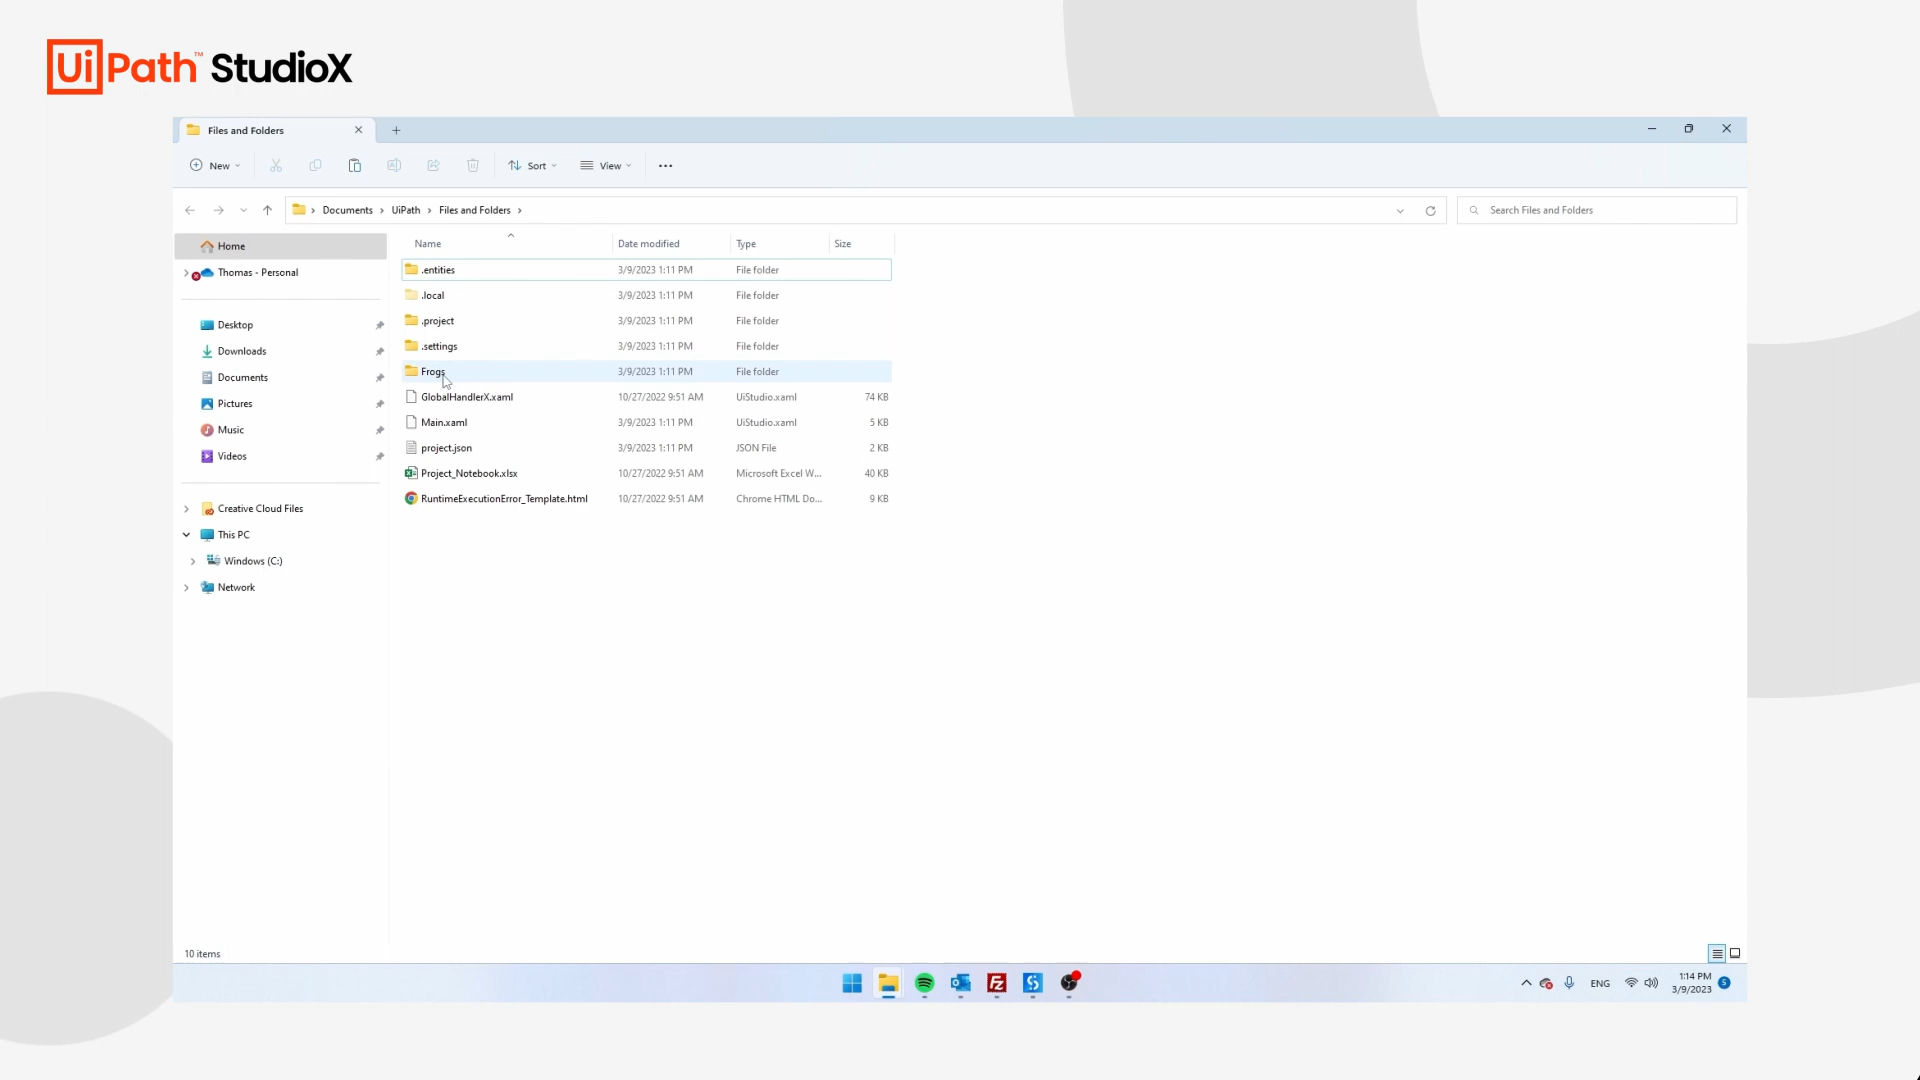 UiPath™ StudioX
Files and Folders
New
Sort
View
Documents > UiPath > Files and Folders >
Search Files and Folders
Home
Thomas - Personal
Desktop
Downloads
Documents
Pictures
Music
Videos
Creative Cloud Files
This PC
Windows (C:)
Network
Name Date modified Type Size
.entities 3/9/2023 1:11 PM File folder
.local 3/9/2023 1:11 PM File folder
.project 3/9/2023 1:11 PM File folder
.settings 3/9/2023 1:11 PM File folder
Frogs 3/9/2023 1:11 PM File folder
GlobalHandlerX.xaml 10/27/2022 9:51 AM UiStudio.xaml 74 KB
Main.xaml 3/9/2023 1:11 PM UiStudio.xaml 5 KB
project.json 3/9/2023 1:11 PM JSON File 2 KB
Project_Notebook.xlsx 10/27/2022 9:51 AM Microsoft Excel W... 40 KB
RuntimeExecutionError_Template.html 10/27/2022 9:51 AM Chrome HTML Do... 9 KB
10 items
ENG
1:14 PM
3/9/2023
5